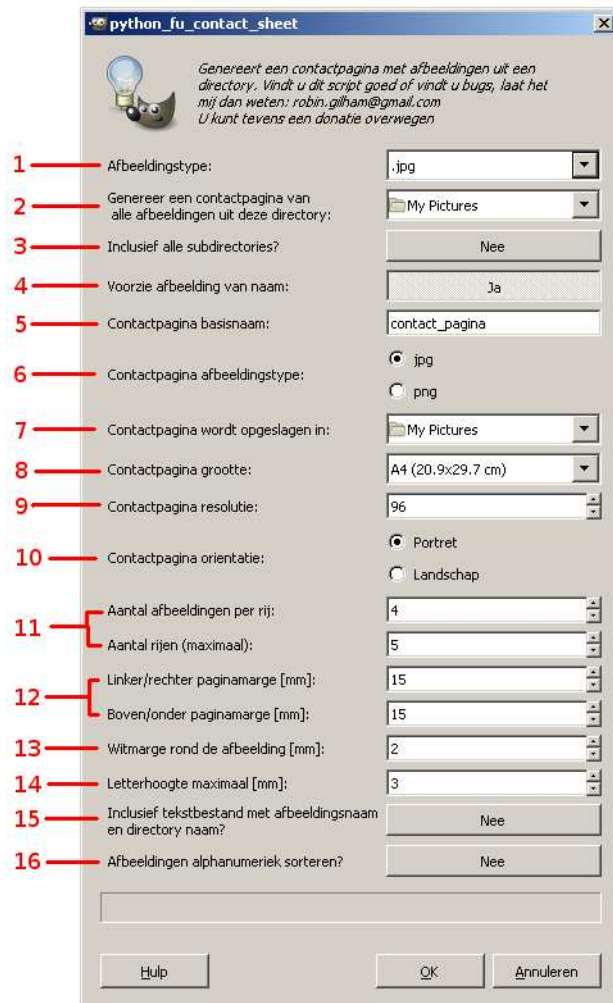 python_fu_contact_sheet
Genereert een contactpagina met afbeeldingen uit een
directory. Vindt u dit script goed of vindt u bugs, laat het
mij dan weten: robin.gilham@gmail.com
U kunt tevens een donatie overwegen
1 Afbeeldingstype: .jpg
2 Genereer een contactpagina van
alle afbeeldingen uit deze directory: My Pictures
3 Inclusief alle subdirectories? Nee
4 Voorzie afbeelding van naam: Ja
5 Contactpagina basisnaam: contact_pagina
6 Contactpagina afbeeldingstype: jpg
png
7 Contactpagina wordt opgeslagen in: My Pictures
8 Contactpagina grootte: A4 (20.9x29.7 cm)
9 Contactpagina resolutie: 96
10 Contactpagina orientatie: Portret
Landschap
11 Aantal afbeeldingen per rij: 4
Aantal rijen (maximaal): 5
12 Linker/rechter paginamarge [mm]: 15
Boven/onder paginamarge [mm]: 15
13 Witmarge rond de afbeelding [mm]: 2
14 Letterhoogte maximaal [mm]: 3
15 Inclusief tekstbestand met afbeeldingsnaam
en directory naam? Nee
16 Afbeeldingen alphanumeriek sorteren? Nee
Hulp OK Annuleren